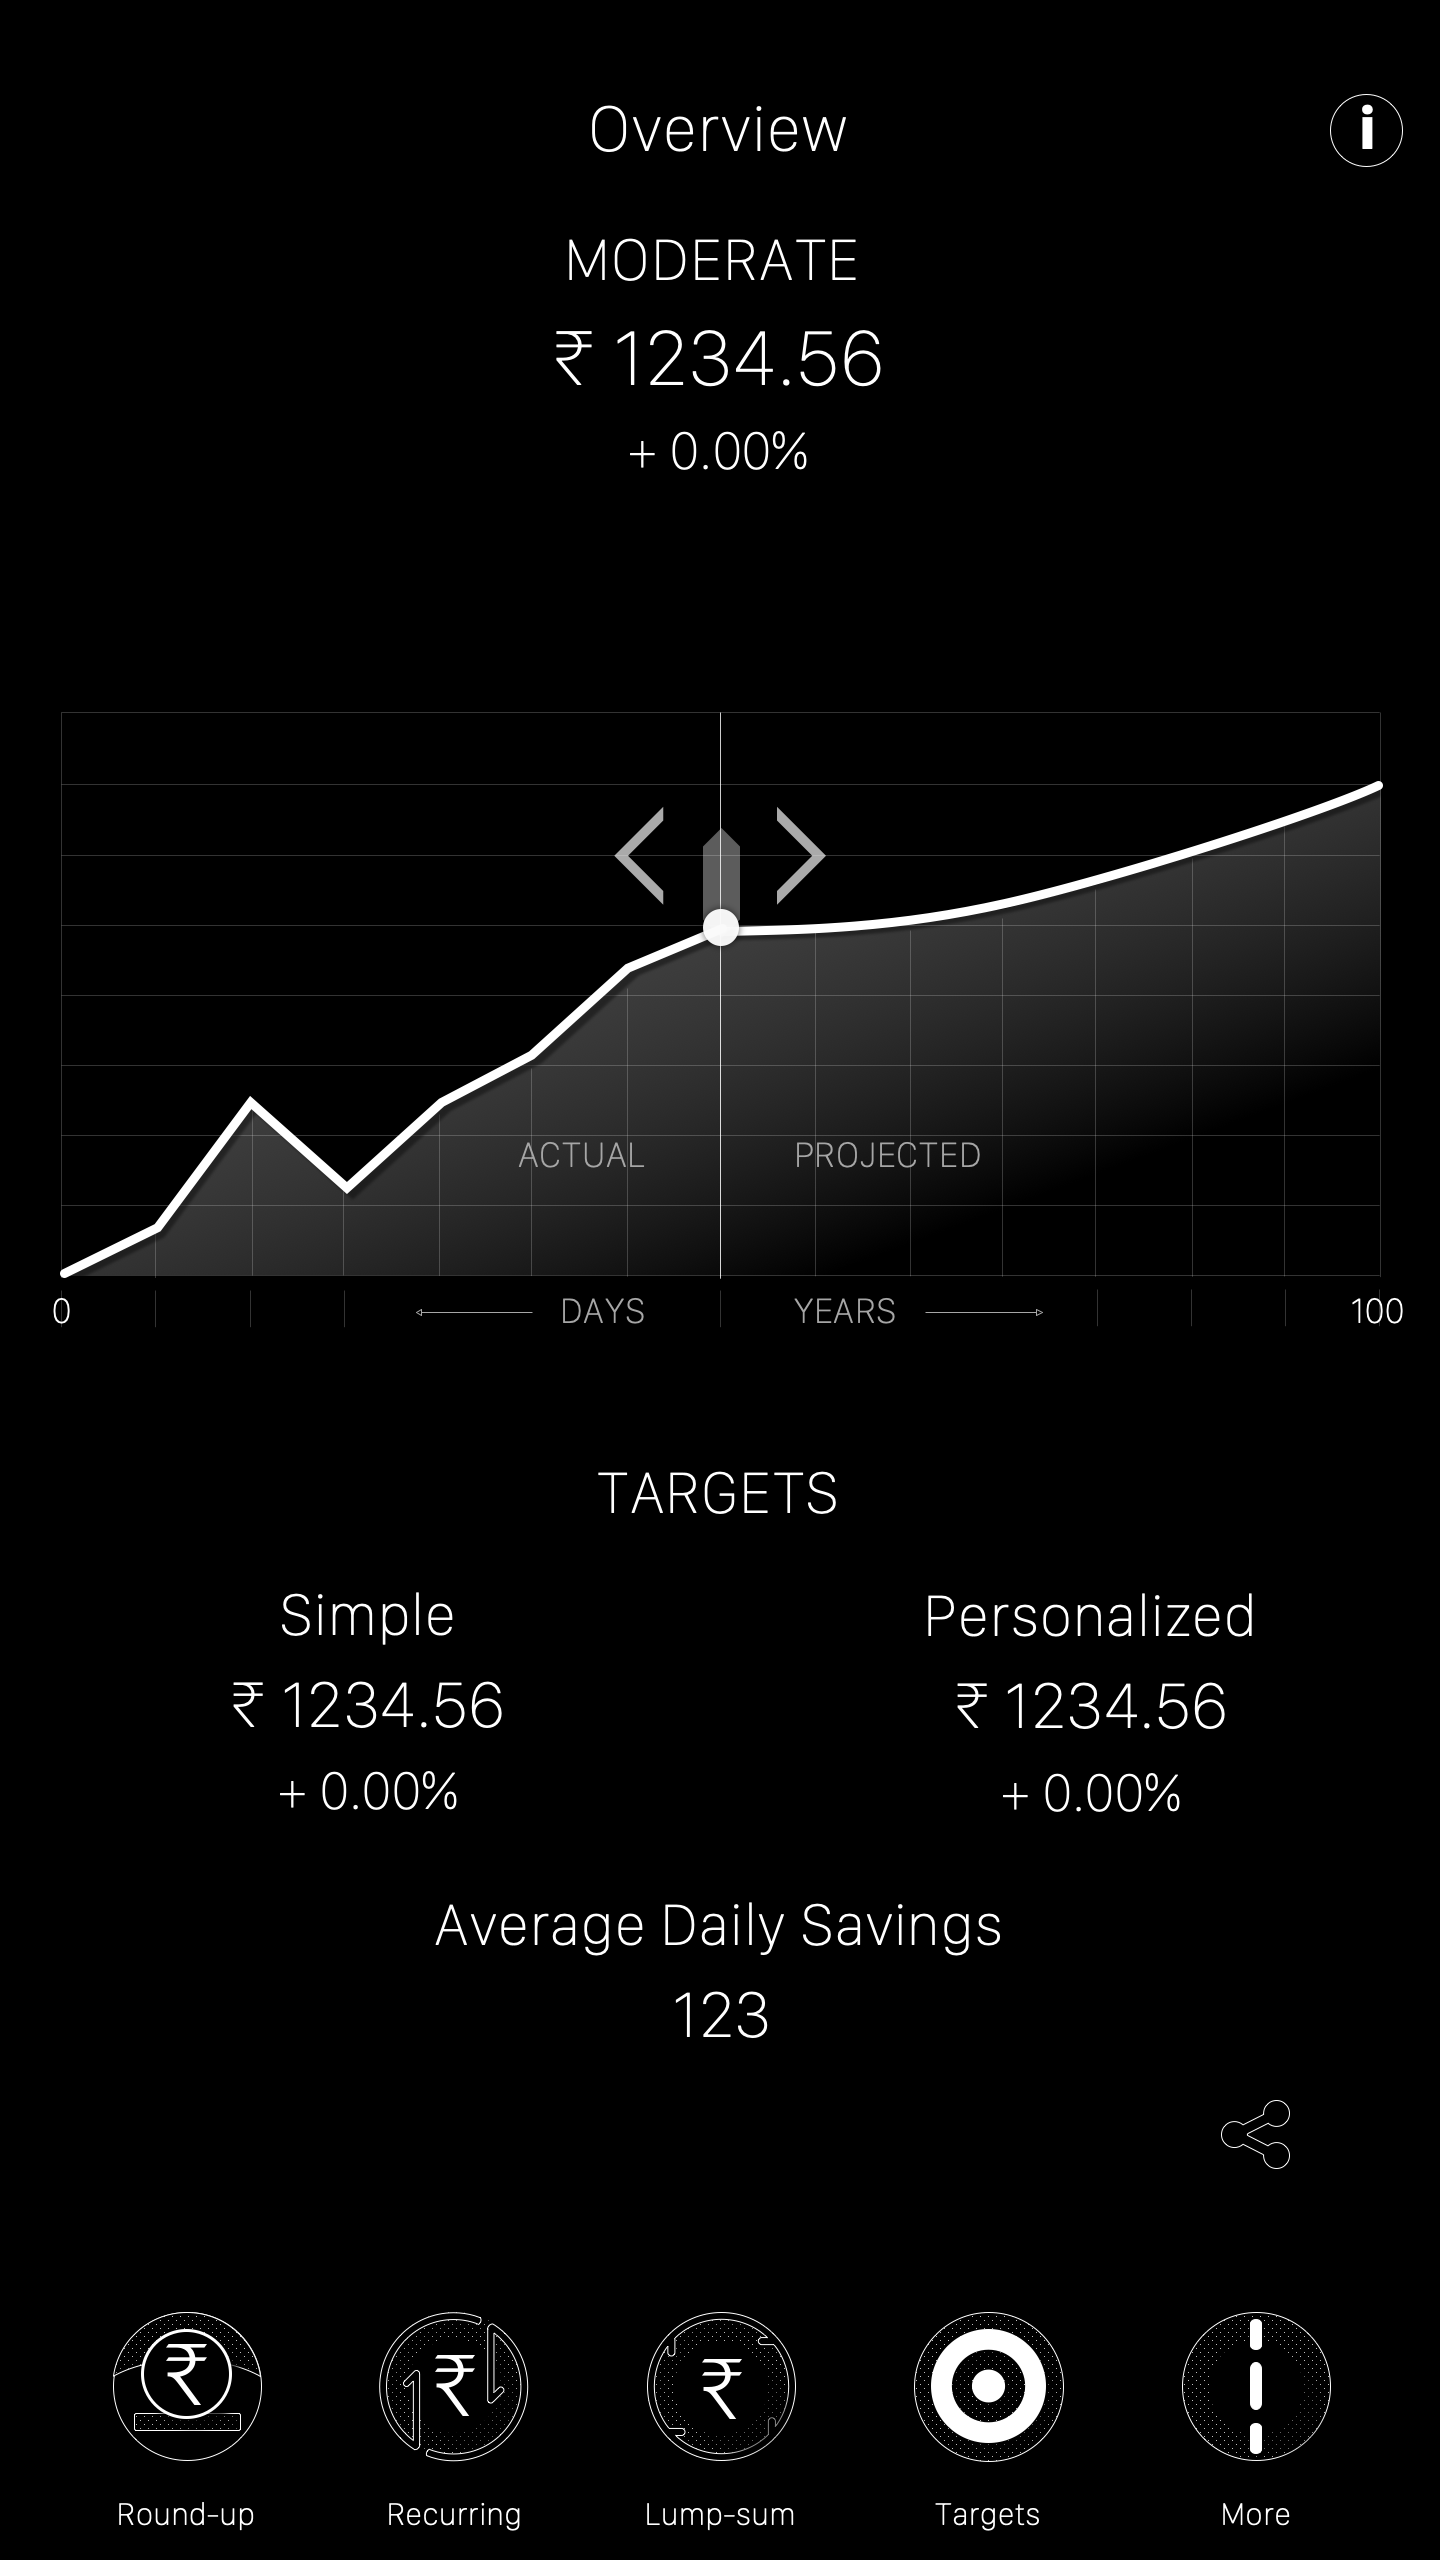 Overview
i
MODERATE
₹ 1234.56
+ 0.00%
ACTUAL PROJECTED
0 DAYS YEARS 100
TARGETS
Simple Personalized
₹ 1234.56 ₹ 1234.56
+ 0.00% + 0.00%
Average Daily Savings
123
₹ ₹ ₹
Round-up Recurring Lump-sum Targets More